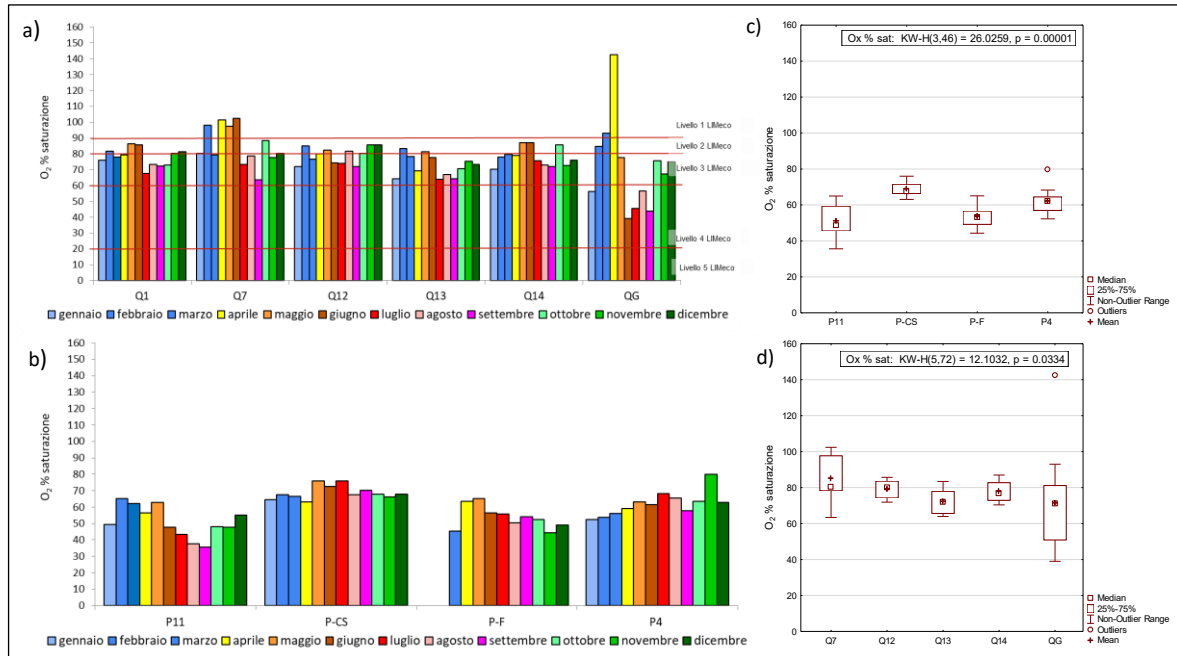 a)
160
150
140
130
120
110
100
90
80
70
60
50
40
30
20
10
0
O₂ % saturazione
Livello 1 LIMeco
Livello 2 LIMeco
Livello 3 LIMeco
Livello 4 LIMeco
Livello 5 LIMeco
Q1 Q7 Q12 Q13 Q14 QG
gennaio febbraio marzo aprile maggio giugno luglio agosto settembre ottobre novembre dicembre
b)
160
150
140
130
120
110
100
90
80
70
60
50
40
30
20
10
0
O₂ % saturazione
P11 P-CS P-F P4
gennaio febbraio marzo aprile maggio giugno luglio agosto settembre ottobre novembre dicembre
c)
Ox % sat: KW-H(3,46) = 26.0259, p = 0.00001
160
140
120
100
80
60
40
20
0
O₂ % saturazione
P11 P-CS P-F P4
Median
25%-75%
Non-Outlier Range
Outliers
Mean
d)
Ox % sat: KW-H(5,72) = 12.1032, p = 0.0334
160
140
120
100
80
60
40
20
0
O₂ % saturazione
Q7 Q12 Q13 Q14 QG
Median
25%-75%
Non-Outlier Range
Outliers
Mean